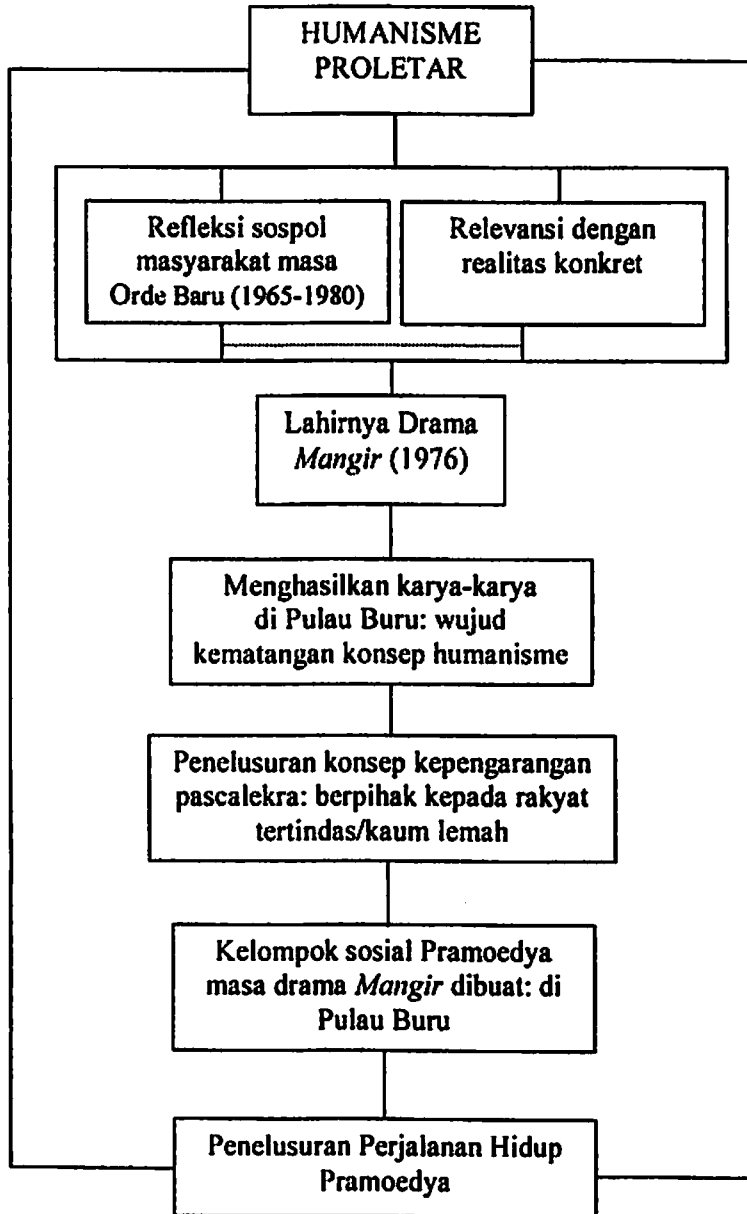 HUMANISME
PROLETAR
Refleksi sospol
masyarakat masa
Orde Baru (1965-1980)
Relevansi dengan
realitas konkret
Lahirnya Drama
Mangir (1976)
Menghasilkan karya-karya
di Pulau Buru: wujud
kematangan konsep humanisme
Penelusuran konsep kepengarangan
pascalekra: berpihak kepada rakyat
tertindas/kaum lemah
Kelompok sosial Pramoedya
masa drama Mangir dibuat: di
Pulau Buru
Penelusuran Perjalanan Hidup
Pramoedya